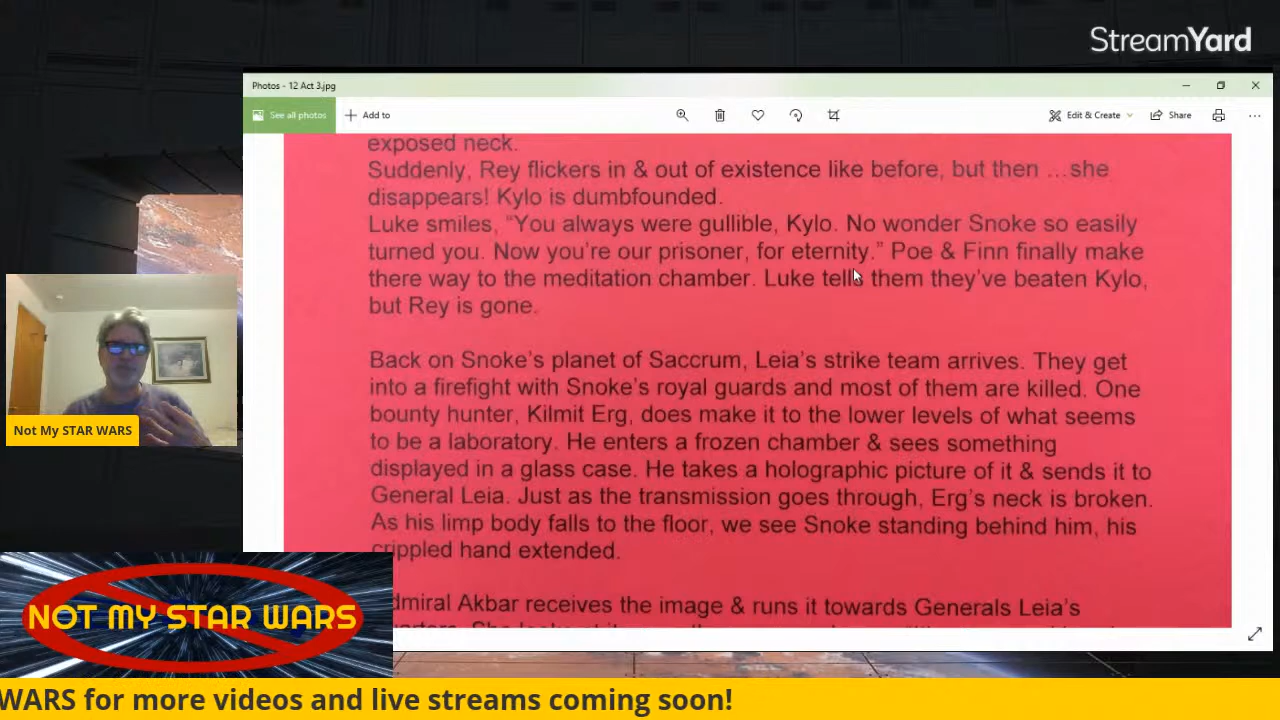 StreamYard
Photos - 12 Act 3.jpg
See all photos
Add to
Edit & Create
Share
exposed neck.
Suddenly, Rey flickers in & out of existence like before, but then ...she
disappears! Kylo is dumbfounded.
Luke smiles, “You always were gullible, Kylo. No wonder Snoke so easily
turned you. Now you’re our prisoner, for eternity.” Poe & Finn finally make
there way to the meditation chamber. Luke tells them they’ve beaten Kylo,
but Rey is gone.
Back on Snoke’s planet of Saccrum, Leia’s strike team arrives. They get
into a firefight with Snoke’s royal guards and most of them are killed. One
bounty hunter, Kilmit Erg, does make it to the lower levels of what seems
to be a laboratory. He enters a frozen chamber & sees something
displayed in a glass case. He takes a holographic picture of it & sends it to
General Leia. Just as the transmission goes through, Erg’s neck is broken.
As his limp body falls to the floor, we see Snoke standing behind him, his
crippled hand extended.
Akbar receives the image & runs it towards Generals Leia’s
Not My STAR WARS
NOT MY STAR WARS
WARS for more videos and live streams coming soon!